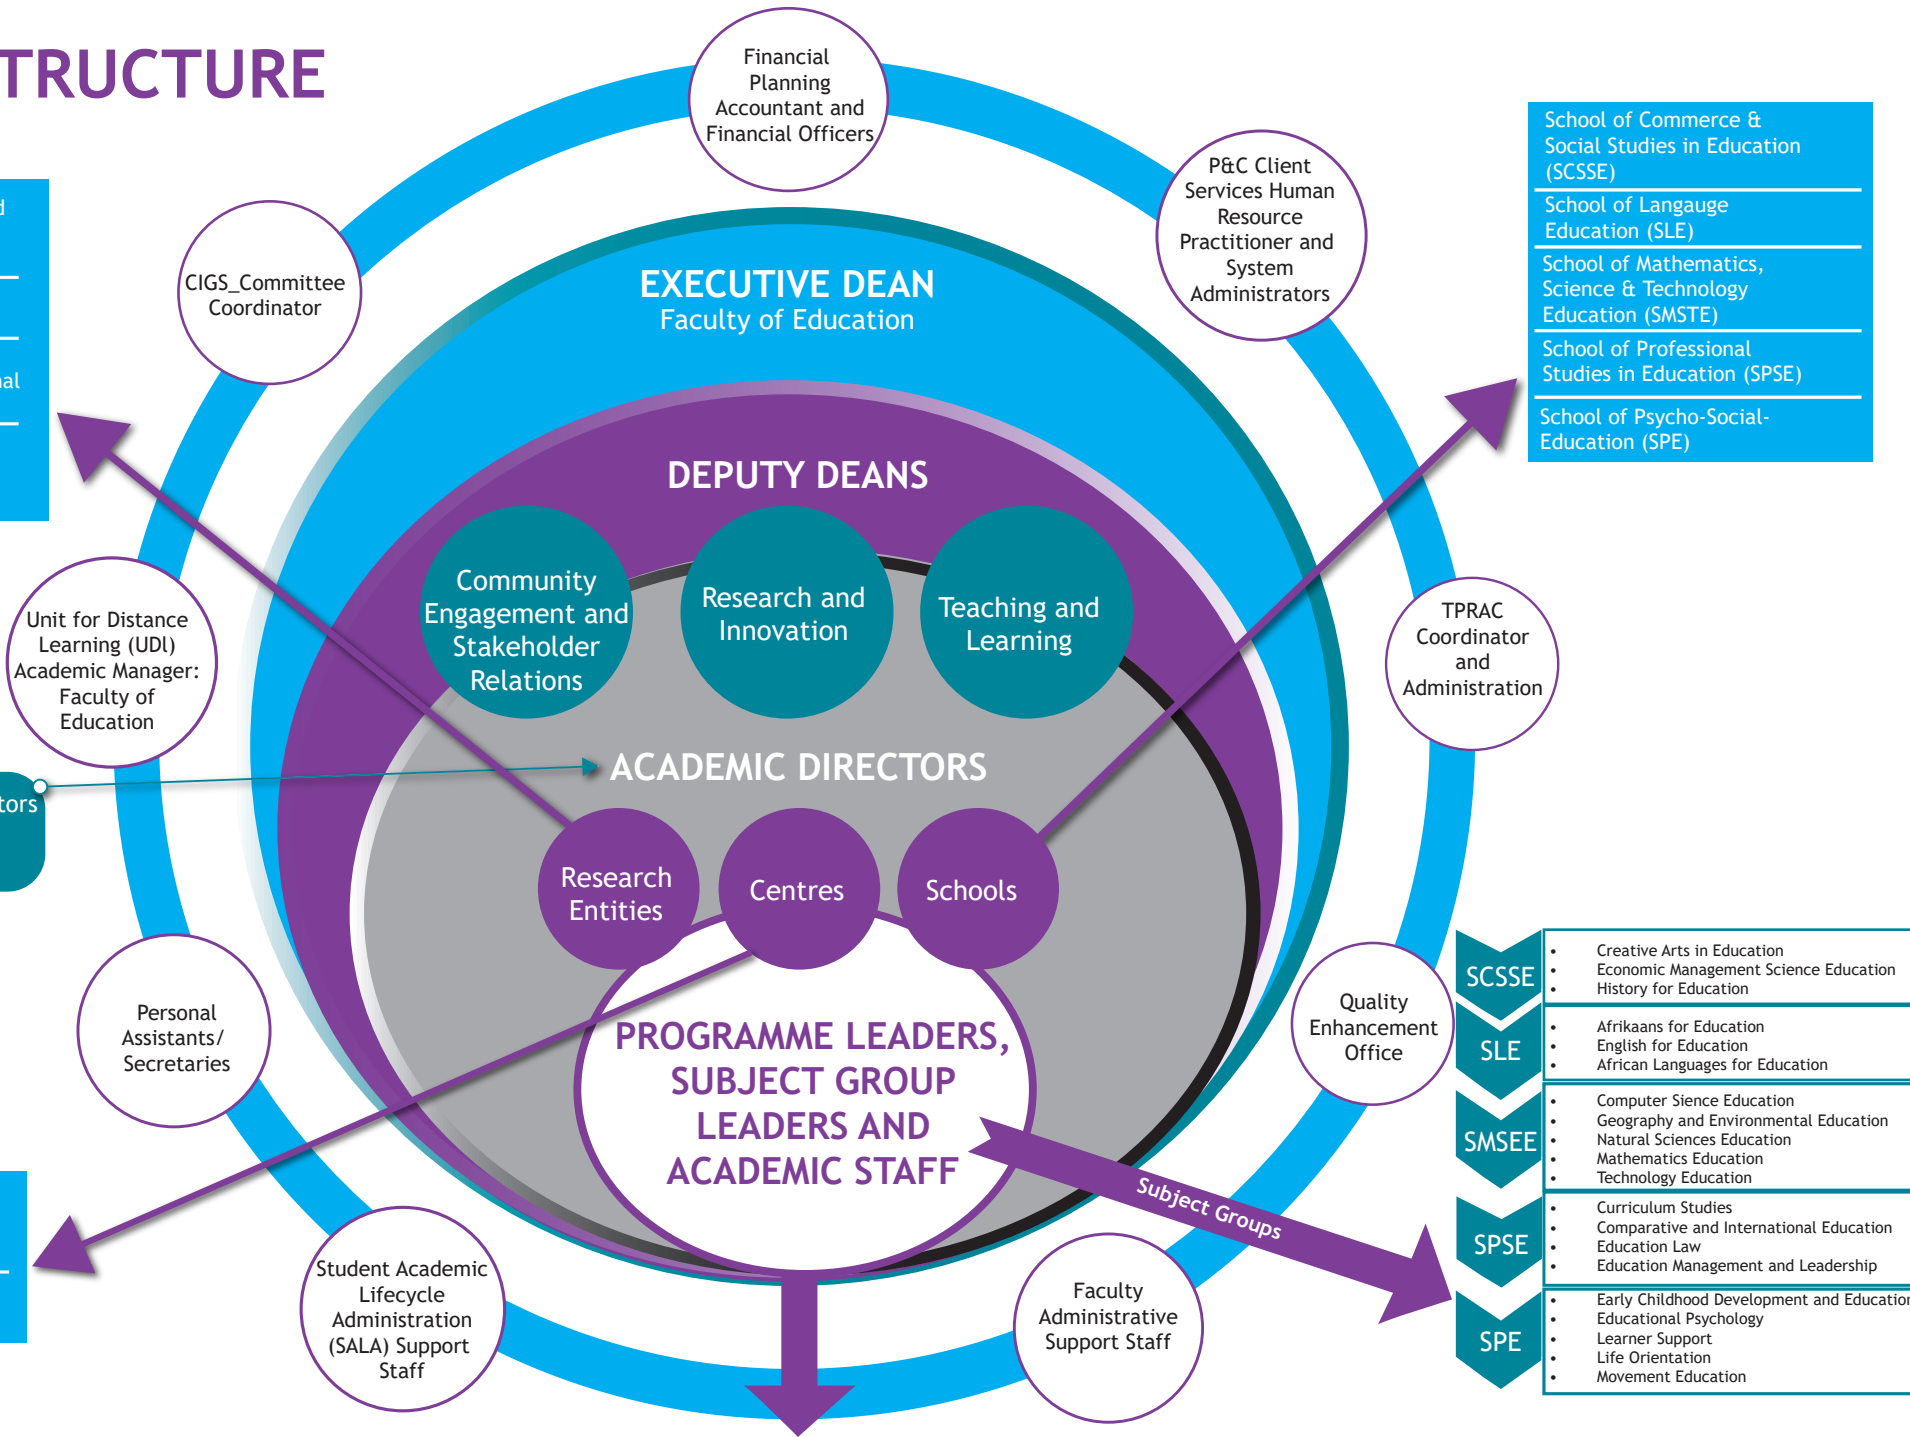 TRUCTURE
Financial
Planning
Accountant and
Financial Officers
P&C Client
Services Human
Resource
Practitioner and
System
Administrators
CIGS_Committee
Coordinator
School of Commerce &
Social Studies in Education
(SCSSE)
School of Langauge
Education (SLE)
School of Mathematics,
Science & Technology
Education (SMSTE)
School of Professional
Studies in Education (SPSE)
School of Psycho-Social-
Education (SPE)
EXECUTIVE DEAN
Faculty of Education
DEPUTY DEANS
Community
Engagement and
Stakeholder
Relations
Research and
Innovation
Teaching and
Learning
Unit for Distance
Learning (UDl)
Academic Manager:
Faculty of
Education
TPRAC
Coordinator
and
Administration
tors
ACADEMIC DIRECTORS
Research
Entities
Centres
Schools
Personal
Assistants/
Secretaries
Quality
Enhancement
Office
PROGRAMME LEADERS,
SUBJECT GROUP
LEADERS AND
ACADEMIC STAFF
Subject Groups
Student Academic
Lifecycle
Administration
(SALA) Support
Staff
Faculty
Administrative
Support Staff
SCSSE
• Creative Arts in Education
• Economic Management Science Education
• History for Education
SLE
• Afrikaans for Education
• English for Education
• African Languages for Education
SMSEE
• Computer Sience Education
• Geography and Environmental Education
• Natural Sciences Education
• Mathematics Education
• Technology Education
SPSE
• Curriculum Studies
• Comparative and International Education
• Education Law
• Education Management and Leadership
SPE
• Early Childhood Development and Education
• Educational Psychology
• Learner Support
• Life Orientation
• Movement Education